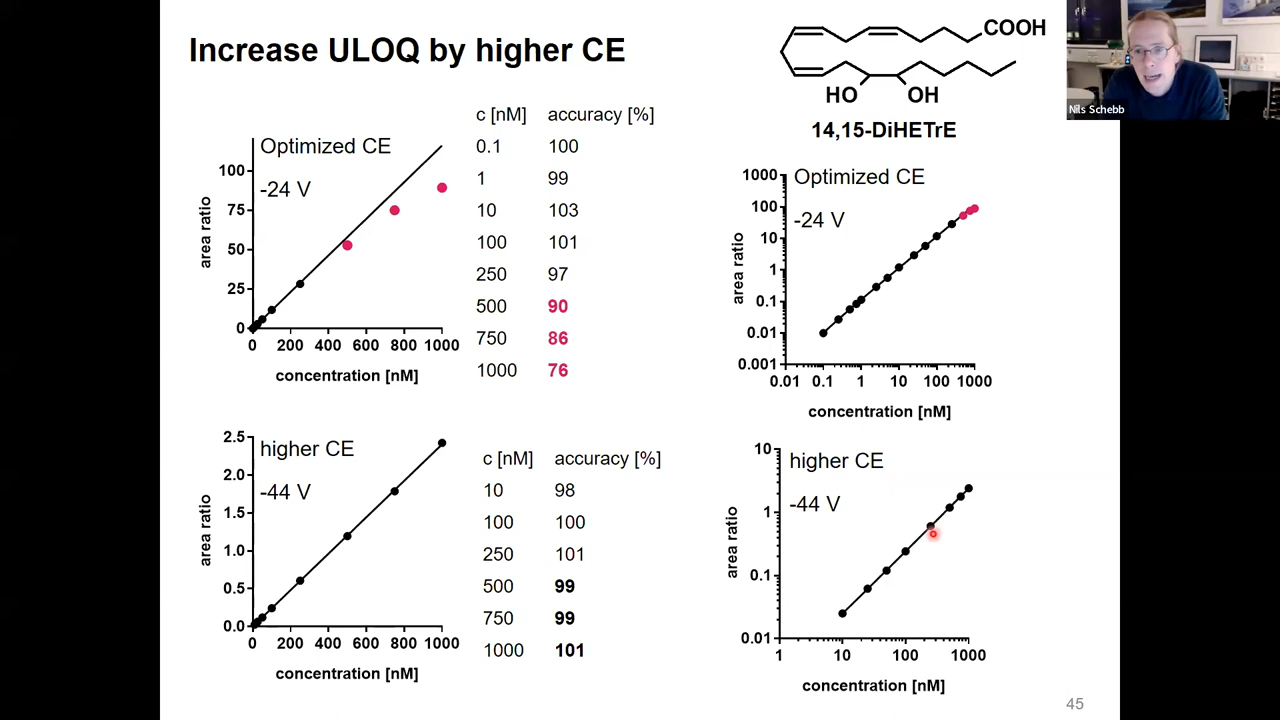 Increase ULOQ by higher CE
COOH
HO
OH
14,15-DiHETrE
Nils Schebb
Optimized CE
-24 V
100
75
50
25
0
area ratio
0 200 400 600 800 1000
concentration [nM]
c [nM] accuracy [%]
0.1 100
1 99
10 103
100 101
250 97
500 90
750 86
1000 76
Optimized CE
-24 V
1000
100
10
1
0.1
0.01
0.001
area ratio
0.01 0.1 1 10 100 1000
concentration [nM]
higher CE
-44 V
2.5
2.0
1.5
1.0
0.5
0.0
area ratio
0 200 400 600 800 1000
concentration [nM]
c [nM] accuracy [%]
10 98
100 100
250 101
500 99
750 99
1000 101
higher CE
-44 V
10
1
0.1
0.01
area ratio
1 10 100 1000
concentration [nM]
45